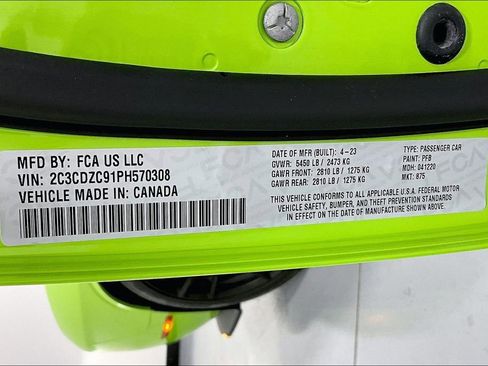 MFD BY: FCA US LLC
VIN: 2C3CDZC91PH570308
VEHICLE MADE IN: CANADA
DATE OF MFR (BUILT): 4-23
GVWR: 5450 LB / 2473 KG
GAWR FRONT: 2810 LB / 1275 KG
GAWR REAR: 2810 LB / 1275 KG
TYPE: PASSENGER CAR
PAINT: PFB
MDH: 041220
MKT: 875
THIS VEHICLE CONFORMS TO ALL APPLICABLE U.S.A. FEDERAL MOTOR
VEHICLE SAFETY, BUMPER, AND THEFT PREVENTION STANDARDS
IN EFFECT ON THE DATE OF MANUFACTURE SHOWN ABOVE.